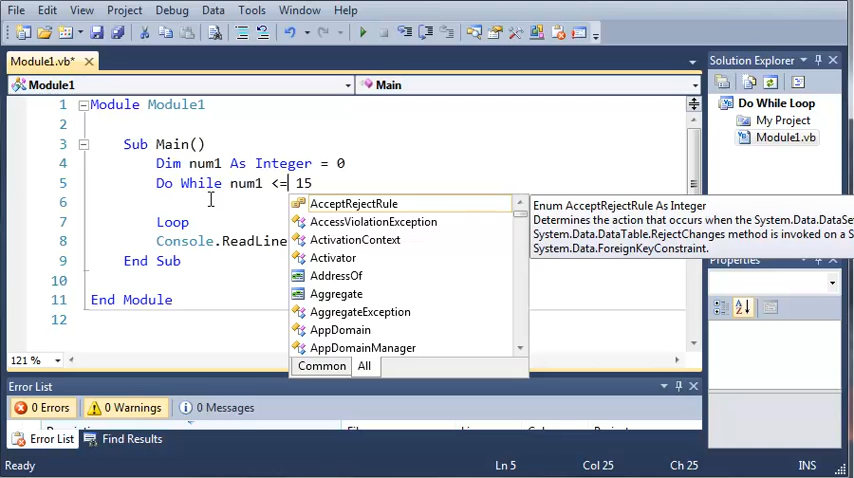 File Edit View Project Debug Data Tools Window Help
Module1.vb*
Module1 Main
1 Module Module1
2
3 Sub Main()
4 Dim num1 As Integer = 0
5 Do While num1 <= 15
6
7 Loop
8 Console.ReadLine
9 End Sub
10
11 End Module
12
AcceptRejectRule
AccessViolationException
ActivationContext
Activator
AddressOf
Aggregate
AggregateException
AppDomain
AppDomainManager
Common All
Enum AcceptRejectRule As Integer
Determines the action that occurs when the System.Data.DataSe
System.Data.DataTable.RejectChanges method is invoked on a S
System.Data.ForeignKeyConstraint.
Solution Explorer
Do While Loop
My Project
Module1.vb
Properties
121 %
Error List
0 Errors 0 Warnings 0 Messages
Error List Find Results
Ready Ln 5 Col 25 Ch 25 INS